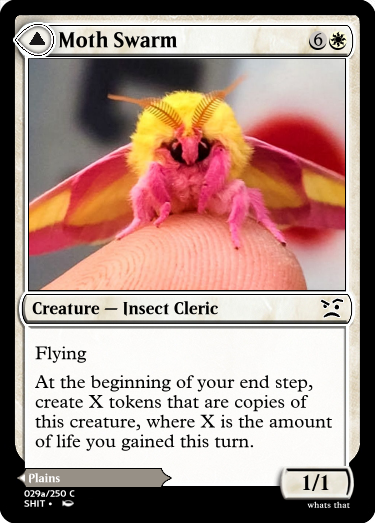 Moth Swarm 6
Creature — Insect Cleric
Flying
At the beginning of your end step,
create X tokens that are copies of
this creature, where X is the amount
of life you gained this turn.
Plains
1/1
029a/250 C
SHIT •
whats that